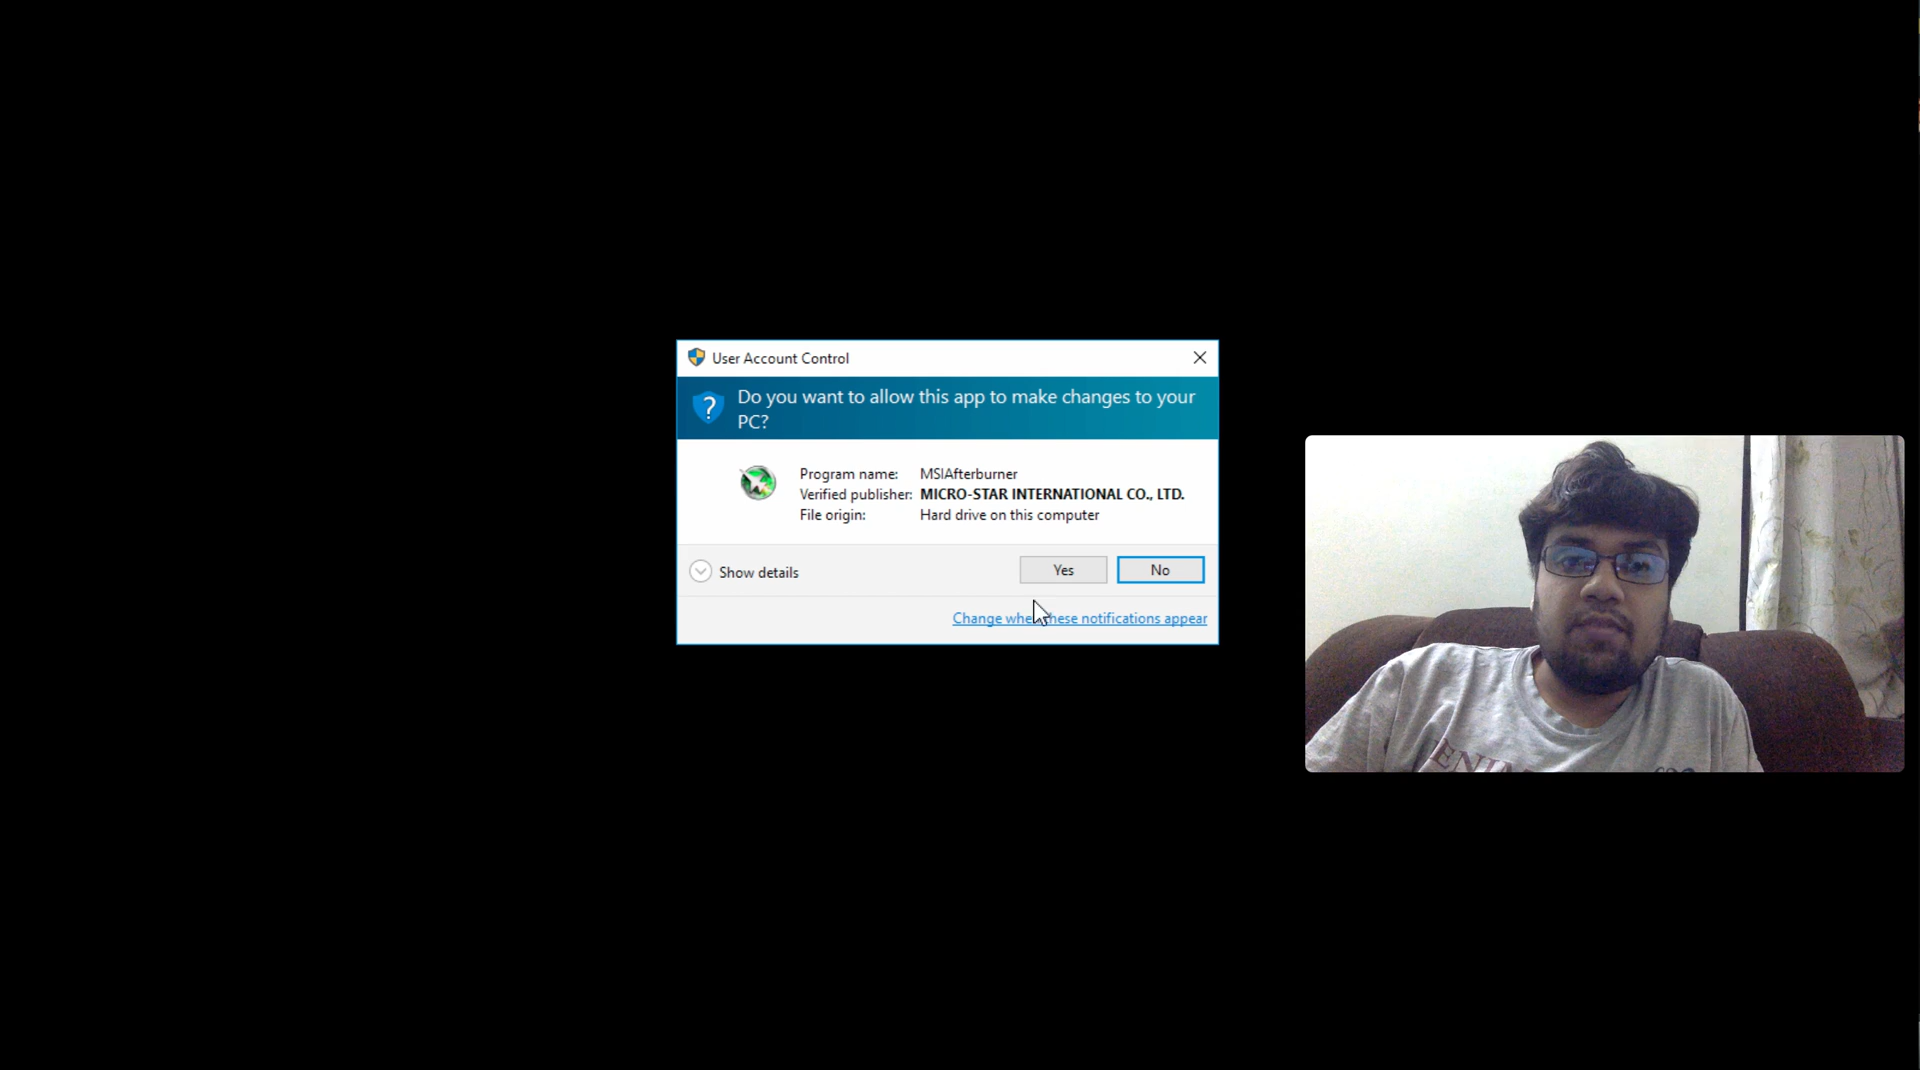 User Account Control
?
Do you want to allow this app to make changes to your
PC?
Program name: MSIAfterburner
Verified publisher: MICRO-STAR INTERNATIONAL CO., LTD.
File origin: Hard drive on this computer
Show details
Yes
No
Change these notifications appear